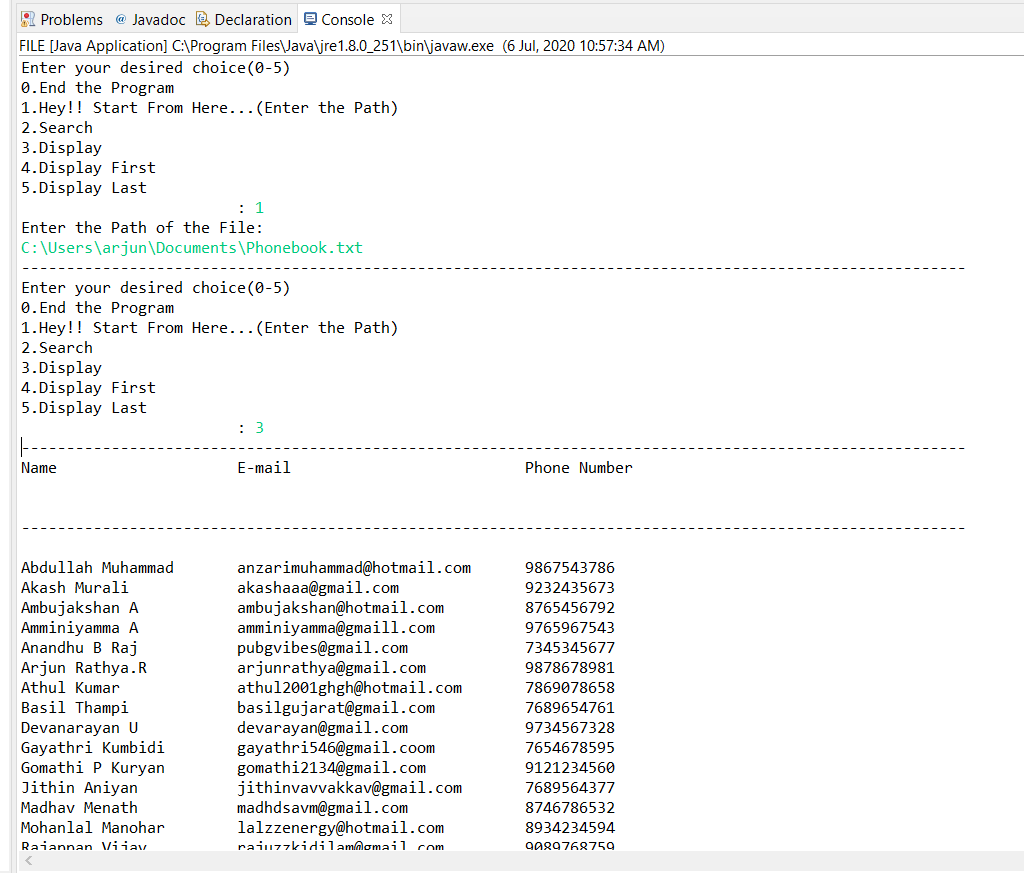 Problems @ Javadoc Declaration Console
FILE [Java Application] C:\Program Files\Java\jre1.8.0_251\bin\javaw.exe (6 Jul, 2020 10:57:34 AM)
Enter your desired choice(0-5)
0.End the Program
1.Hey!! Start From Here...(Enter the Path)
2.Search
3.Display
4.Display First
5.Display Last
: 1
Enter the Path of the File:
C:\Users\arjun\Documents\Phonebook.txt
---------------------------------------------------------------------------------------------------------
Enter your desired choice(0-5)
0.End the Program
1.Hey!! Start From Here...(Enter the Path)
2.Search
3.Display
4.Display First
5.Display Last
: 3
---------------------------------------------------------------------------------------------------------
Name E-mail Phone Number
---------------------------------------------------------------------------------------------------------
Abdullah Muhammad anzarimuhammad@hotmail.com 9867543786
Akash Murali akashaaa@gmail.com 9232435673
Ambujakshan A ambujakshan@hotmail.com 8765456792
Amminiyamma A amminiyamma@gmaill.com 9765967543
Anandhu B Raj pubgvibes@gmail.com 7345345677
Arjun Rathya.R arjunrathya@gmail.com 9878678981
Athul Kumar athul2001ghgh@hotmail.com 7869078658
Basil Thampi basilgujarat@gmail.com 7689654761
Devanarayan U devarayan@gmail.com 9734567328
Gayathri Kumbidi gayathri546@gmail.coom 7654678595
Gomathi P Kuryan gomathi2134@gmail.com 9121234560
Jithin Aniyan jithinvavvakkav@gmail.com 7689564377
Madhav Menath madhdsavm@gmail.com 8746786532
Mohanlal Manohar lalzzenergy@hotmail.com 8934234594
Rajappan Vijay rajuzzkidilam@gmail.com 9089768759